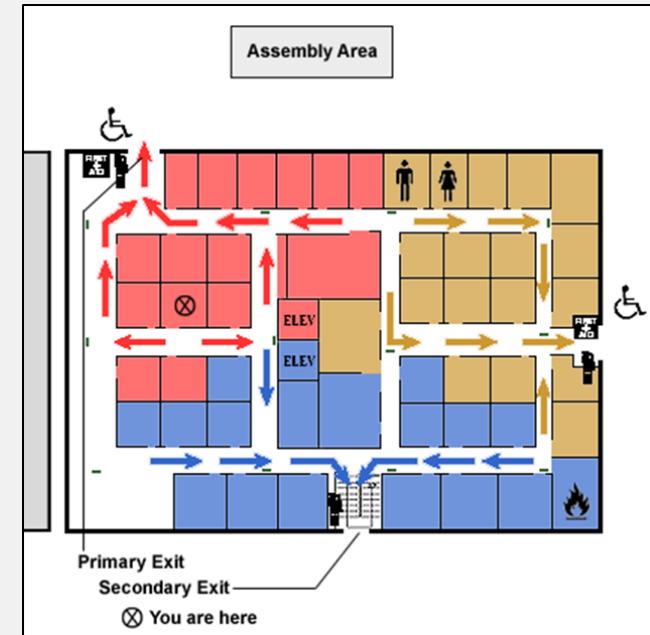 Assembly Area
FIRST
AID
ELEV
FIRST
AID
ELEV
Primary Exit
Secondary Exit
You are here